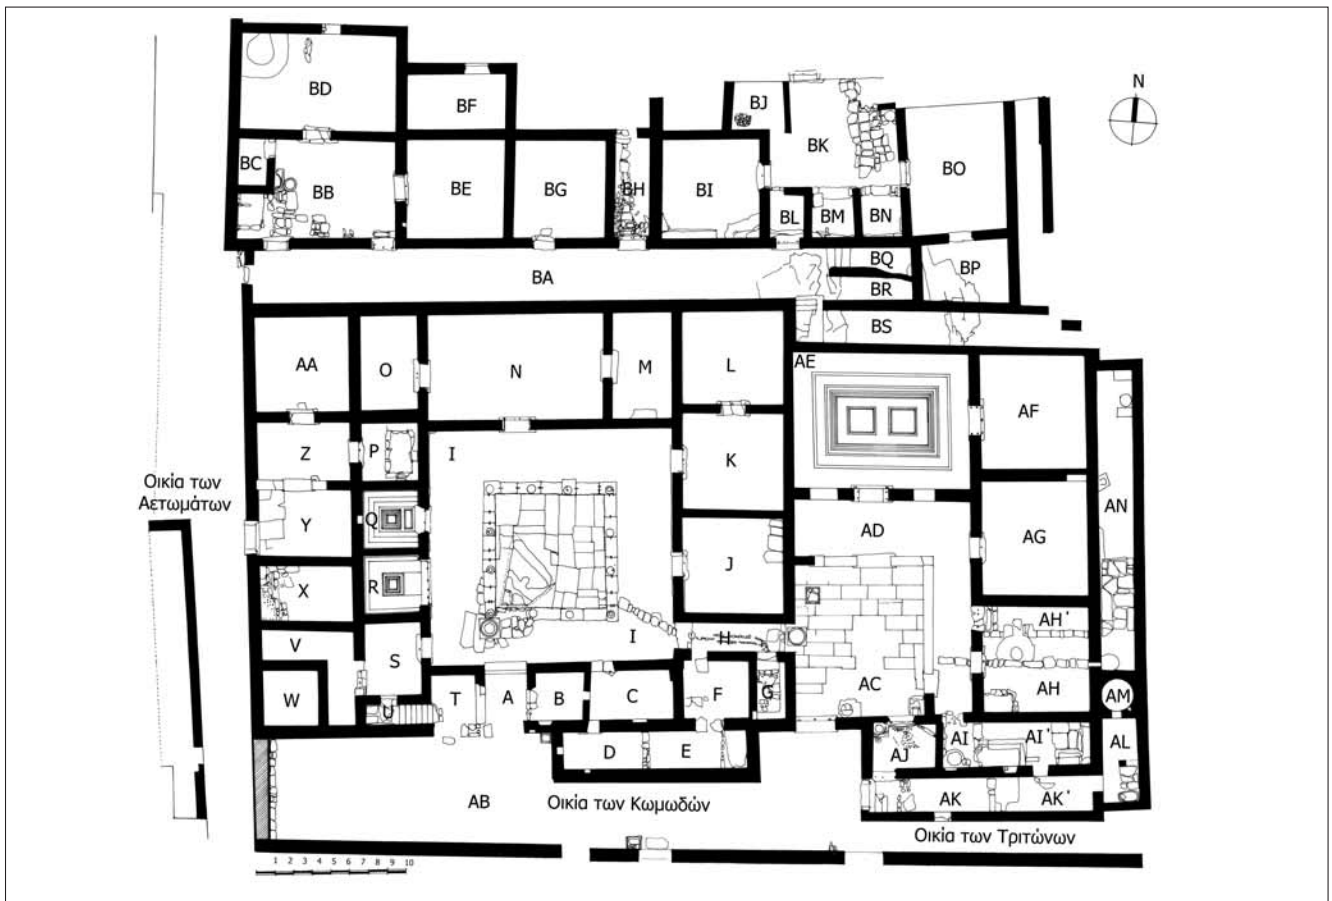 N
BD
BF
BJ
BK
BO
BC
BB
BE
BG
BH
BI
BL
BM
BN
BA
BQ
BR
BP
BS
AA
O
N
M
L
AE
AF
Z
P
I
K
Οικία των
Αετωμάτων
Y
Q
J
AD
AG
AN
X
R
V
S
I
H
AH'
W
U
T
A
B
C
F
G
AC
AH
AM
D
E
AJ
AI
AI'
AL
AB
Οικία των Κωμωδών
AK
AK'
Οικία των Τριτώνων
1 2 3 4 5 6 7 8 9 10